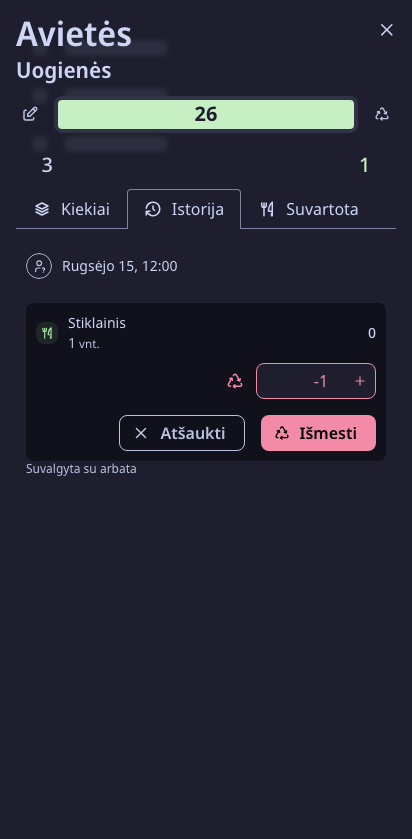 Avietės
Uogienės
26
3 1
Kiekiai Istorija Suvartota
Rugsėjo 15, 12:00
Stiklainis
1 vnt. 0
-1 +
Atšaukti Išmesti
Suvalgyta su arbata